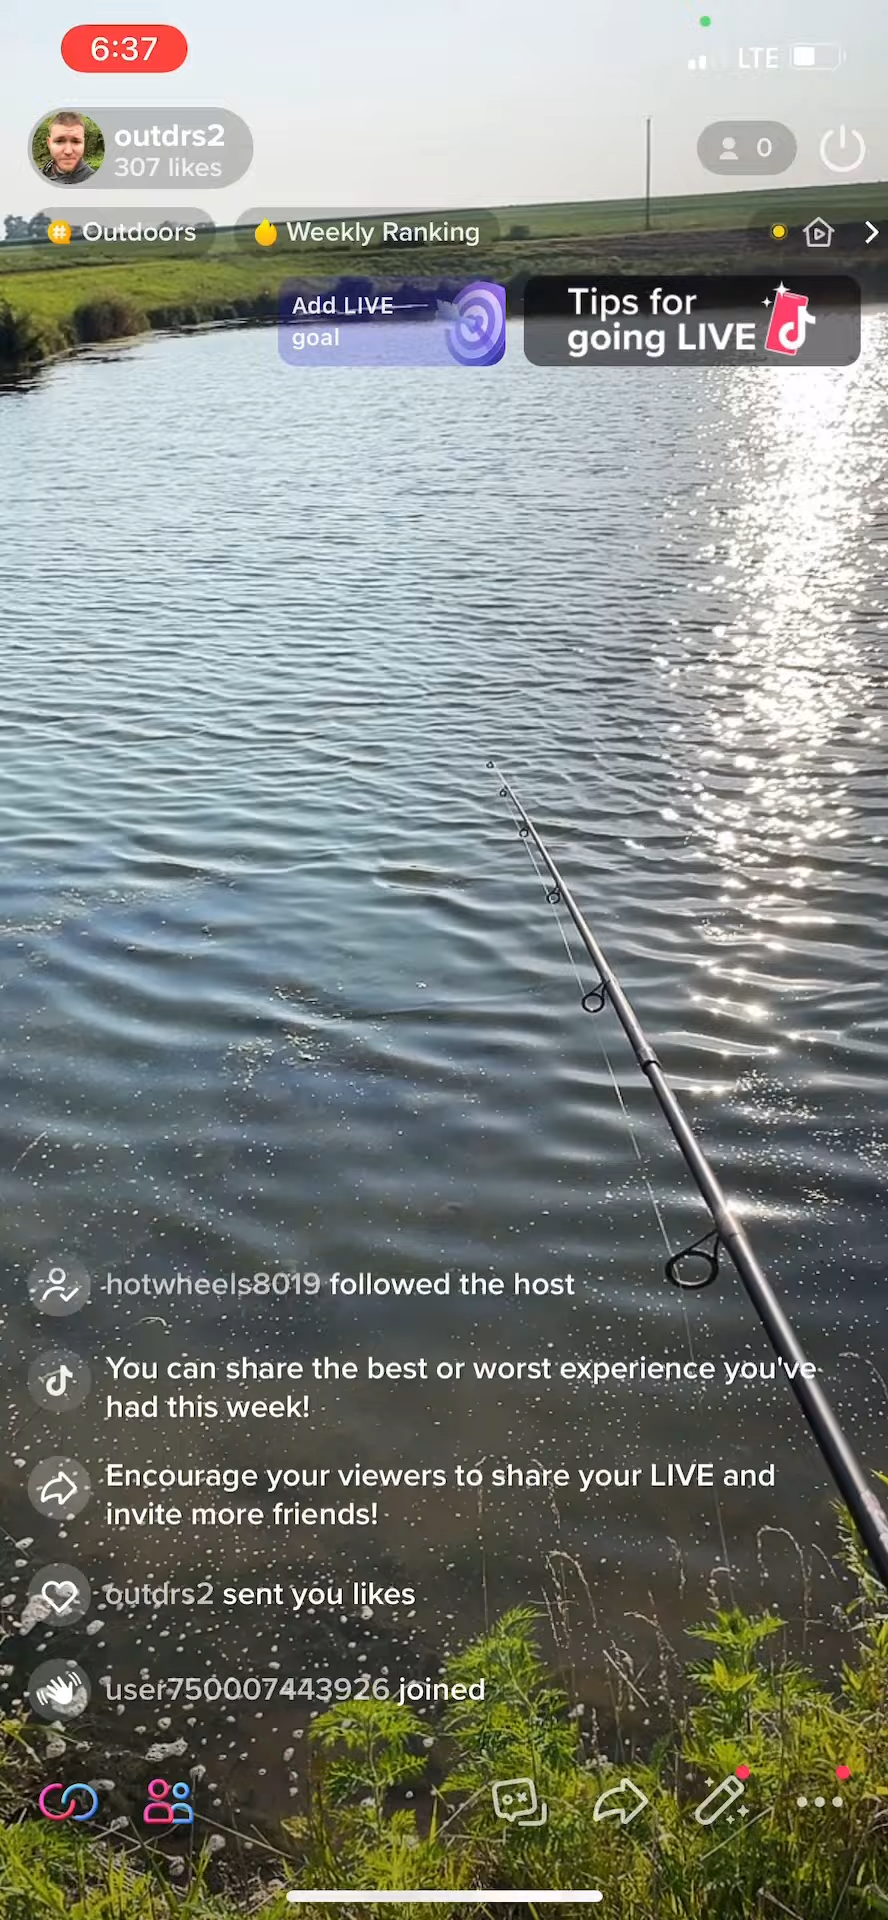 6:37
LTE
outdrs2
307 likes
0
Outdoors
Weekly Ranking
Add LIVE
goal
Tips for
going LIVE
hotwheels8019 followed the host
You can share the best or worst experience you've
had this week!
Encourage your viewers to share your LIVE and
invite more friends!
outdrs2 sent you likes
user750007443926 joined